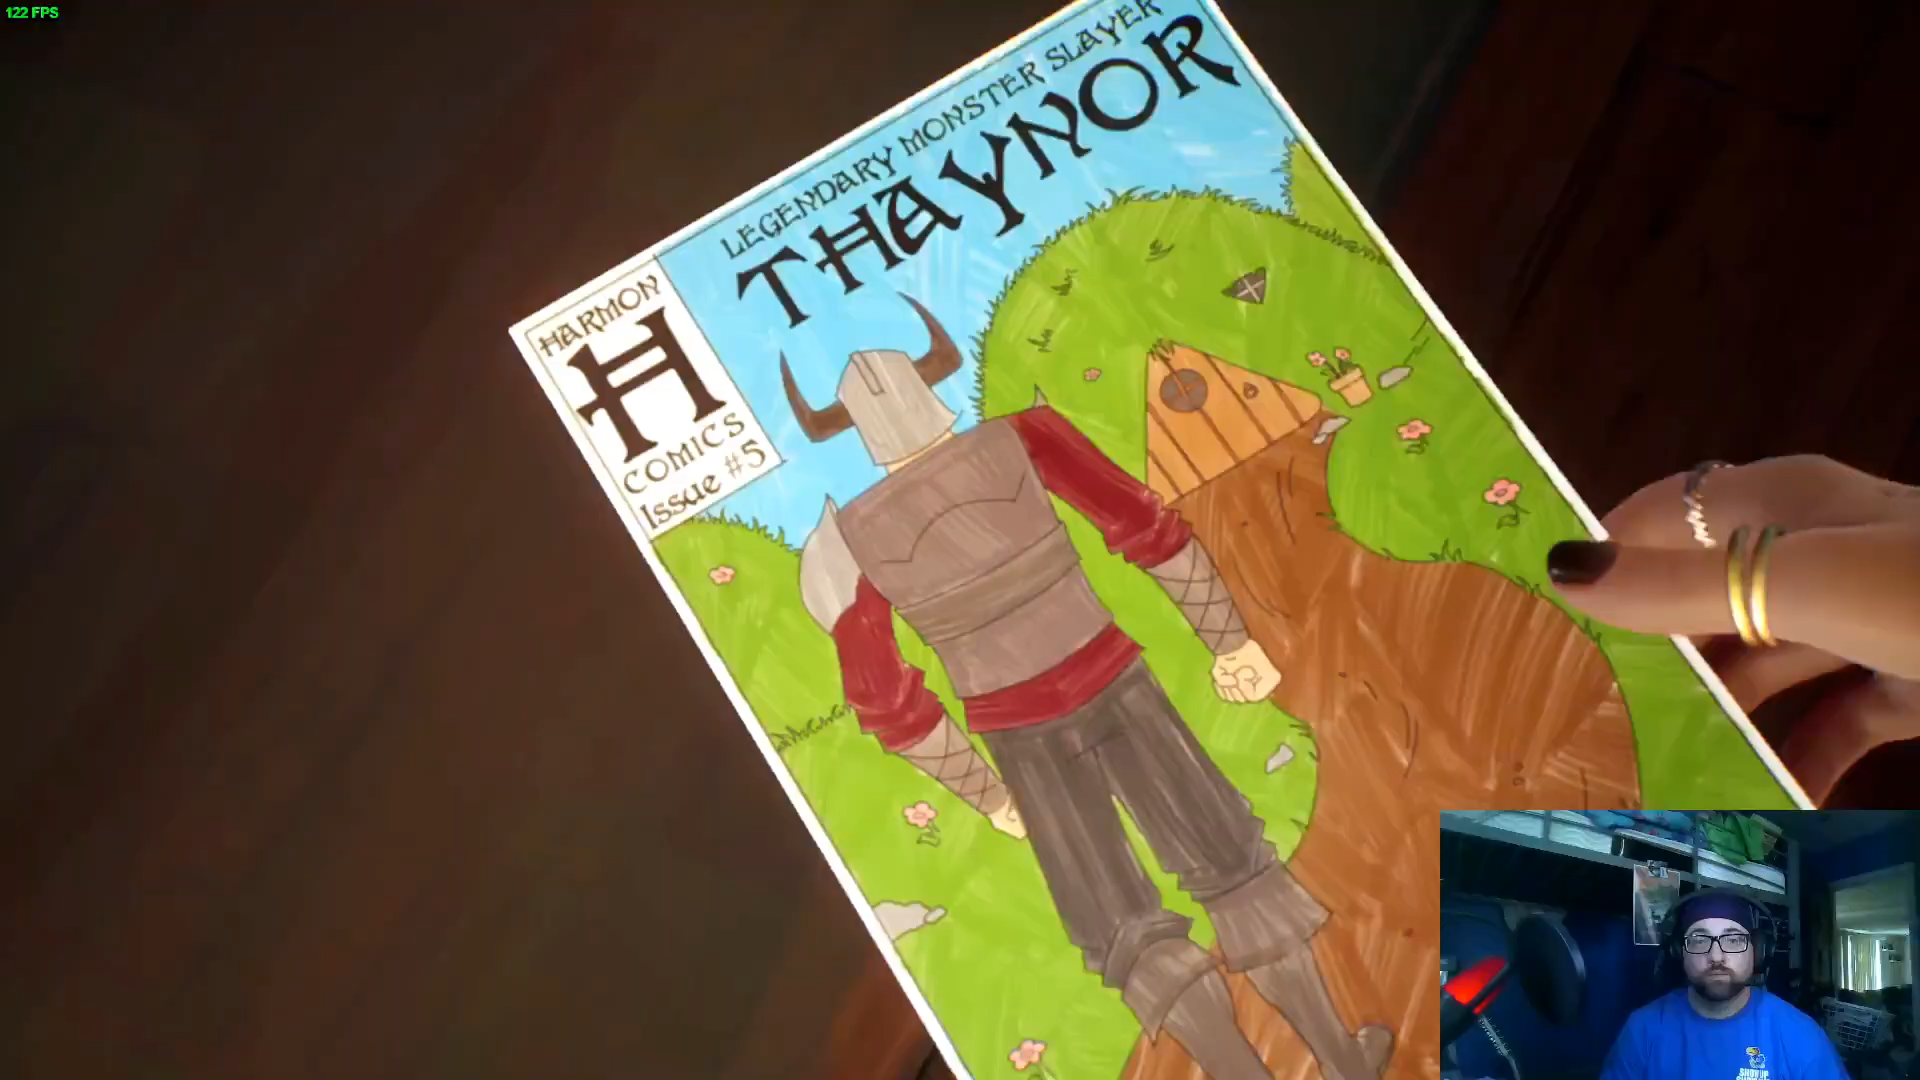 122 FPS
LEGENDARY MONSTER SLAYER
THAYNOR
HARMON
H
COMICS
Issue #5